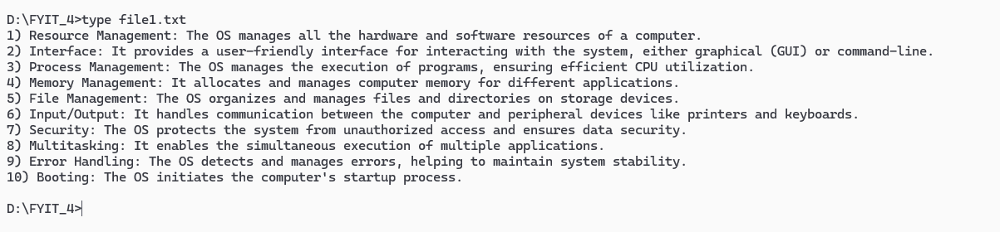 D:\FYIT_4>type file1.txt
1) Resource Management: The OS manages all the hardware and software resources of a computer.
2) Interface: It provides a user-friendly interface for interacting with the system, either graphical (GUI) or command-line.
3) Process Management: The OS manages the execution of programs, ensuring efficient CPU utilization.
4) Memory Management: It allocates and manages computer memory for different applications.
5) File Management: The OS organizes and manages files and directories on storage devices.
6) Input/Output: It handles communication between the computer and peripheral devices like printers and keyboards.
7) Security: The OS protects the system from unauthorized access and ensures data security.
8) Multitasking: It enables the simultaneous execution of multiple applications.
9) Error Handling: The OS detects and manages errors, helping to maintain system stability.
10) Booting: The OS initiates the computer's startup process.
D:\FYIT_4>